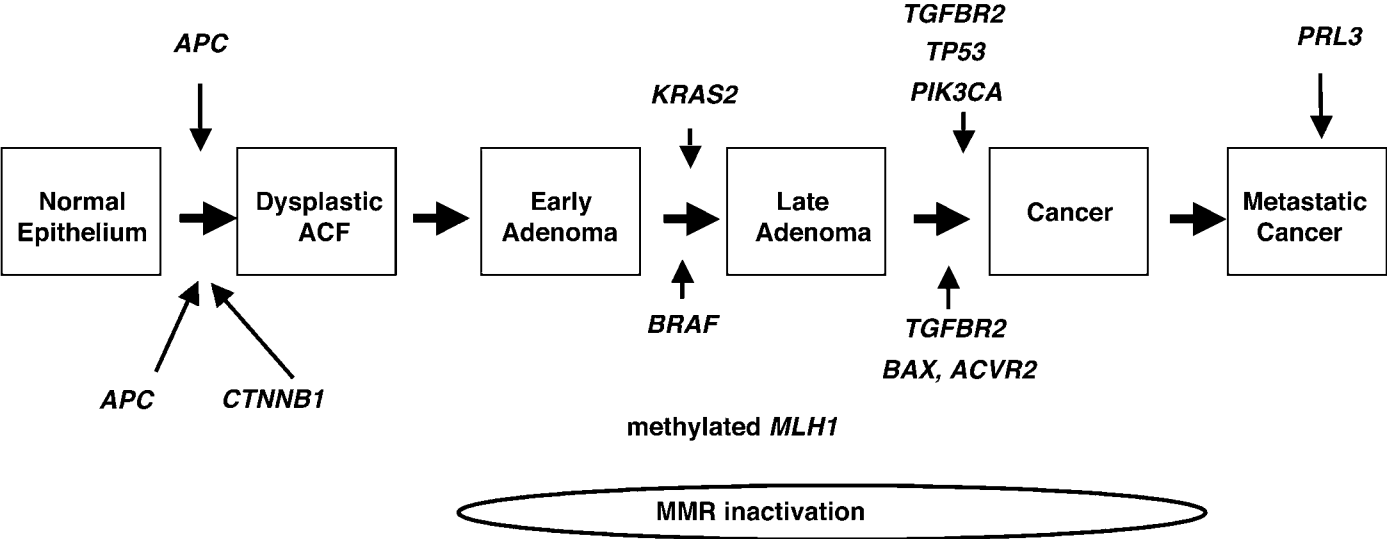 TGFBR2
APC
TP53
PRL3
KRAS2
PIK3CA
Normal
Epithelium
Dysplastic
ACF
Early
Adenoma
Late
Adenoma
Cancer
Metastatic
Cancer
BRAF
TGFBR2
BAX, ACVR2
APC
CTNNB1
methylated MLH1
MMR inactivation